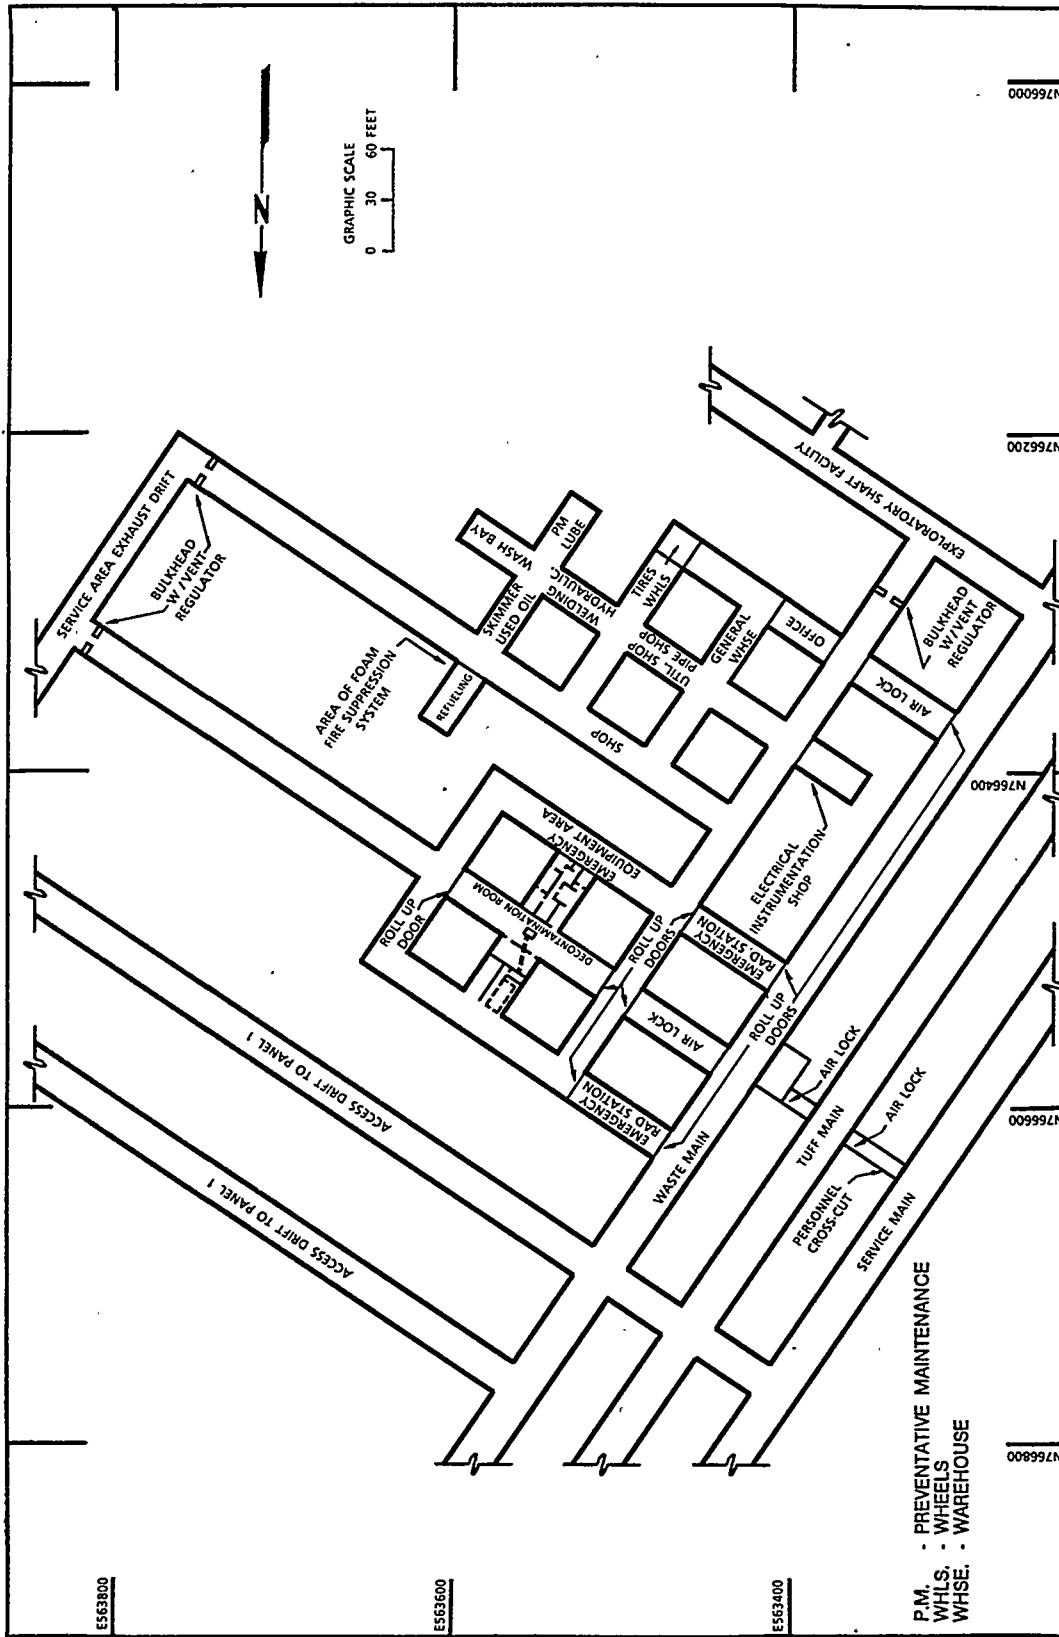 N
GRAPHIC SCALE
0 30 60 FEET
SERVICE AREA EXHAUST DRIFT
BULKHEAD
W/VENT
REGULATOR
AREA OF FOAM
FIRE SUPPRESSION
SYSTEM
REFUELING
SKIMMER
USED OIL
WASH BAY
PM
LUBE
HYDRAULIC.
WELDING
TIRES
WHLS
UTIL. SHOP
PIPE SHOP
GENERAL
WHSE
OFFICE
SHOP
EXPLORATORY SHAFT FACILITY
BULKHEAD
W/VENT
REGULATOR
AIR LOCK
ELECTRICAL
INSTRUMENTATION
SHOP
EMERGENCY
EQUIPMENT AREA
DECONTAMINATION ROOM
ROLL UP
DOOR
ROLL UP
DOORS
EMERGENCY
RAD STATION
AIR LOCK
ROLL UP
DOORS
EMERGENCY
RAD STATION
ACCESS DRIFT TO PANEL 1
ACCESS DRIFT TO PANEL 1
WASTE MAIN
AIR LOCK
TUFF MAIN
AIR LOCK
PERSONNEL
CROSS-CUT
SERVICE MAIN
E563800
E563600
E563400
N766000
N766200
N766400
N766600
N766800
P.M. - PREVENTATIVE MAINTENANCE
WHLS. - WHEELS
WHSE. - WAREHOUSE